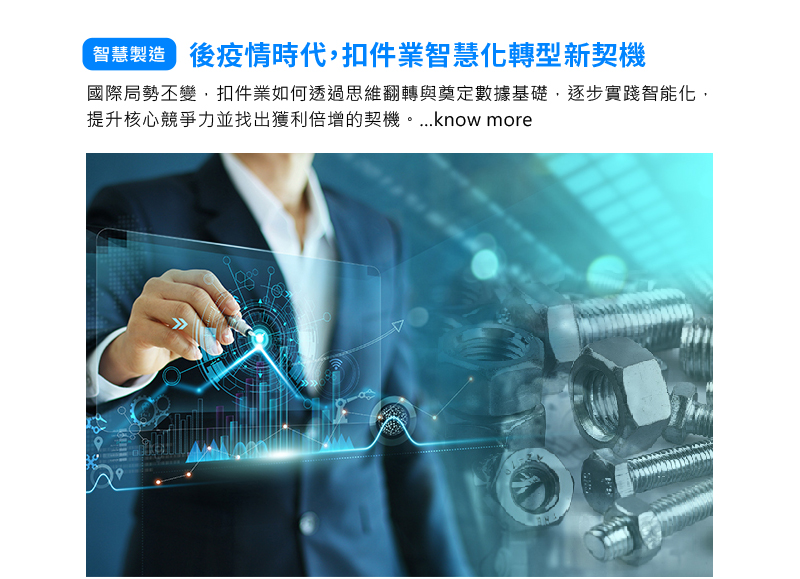 智慧製造 後疫情時代,扣件業智慧化轉型新契機
國際局勢丕變,扣件業如何透過思維翻轉與奠定數據基礎,逐步實踐智能化,
提升核心競爭力並找出獲利倍增的契機。...know more